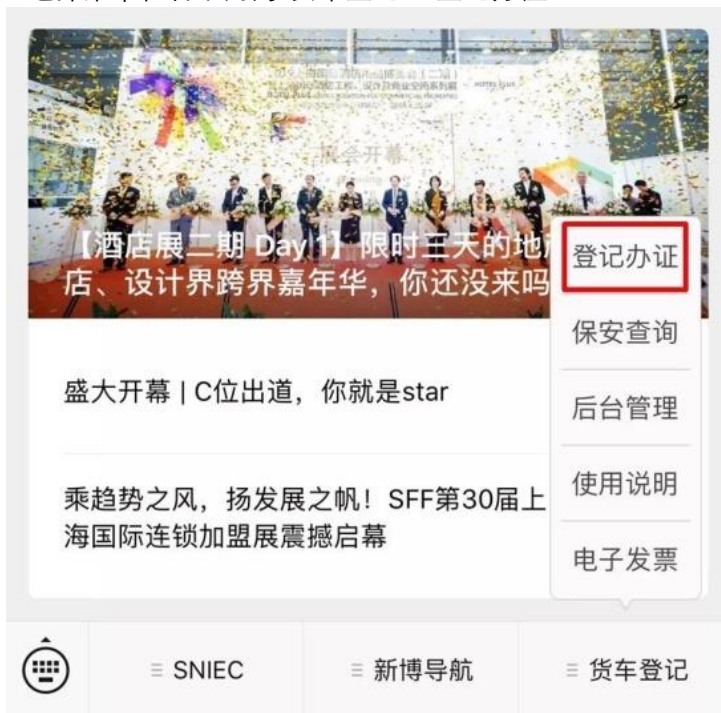 展会开幕
【酒店展二期 Day 1】限时三天的地
店、设计界跨界嘉年华，你还没来吗
盛大开幕 | C位出道，你就是star
乘趋势之风，扬发展之帆！SFF第30届上
海国际连锁加盟展震撼启幕
登记办证
保安查询
后台管理
使用说明
电子发票
SNIEC
新博导航
货车登记